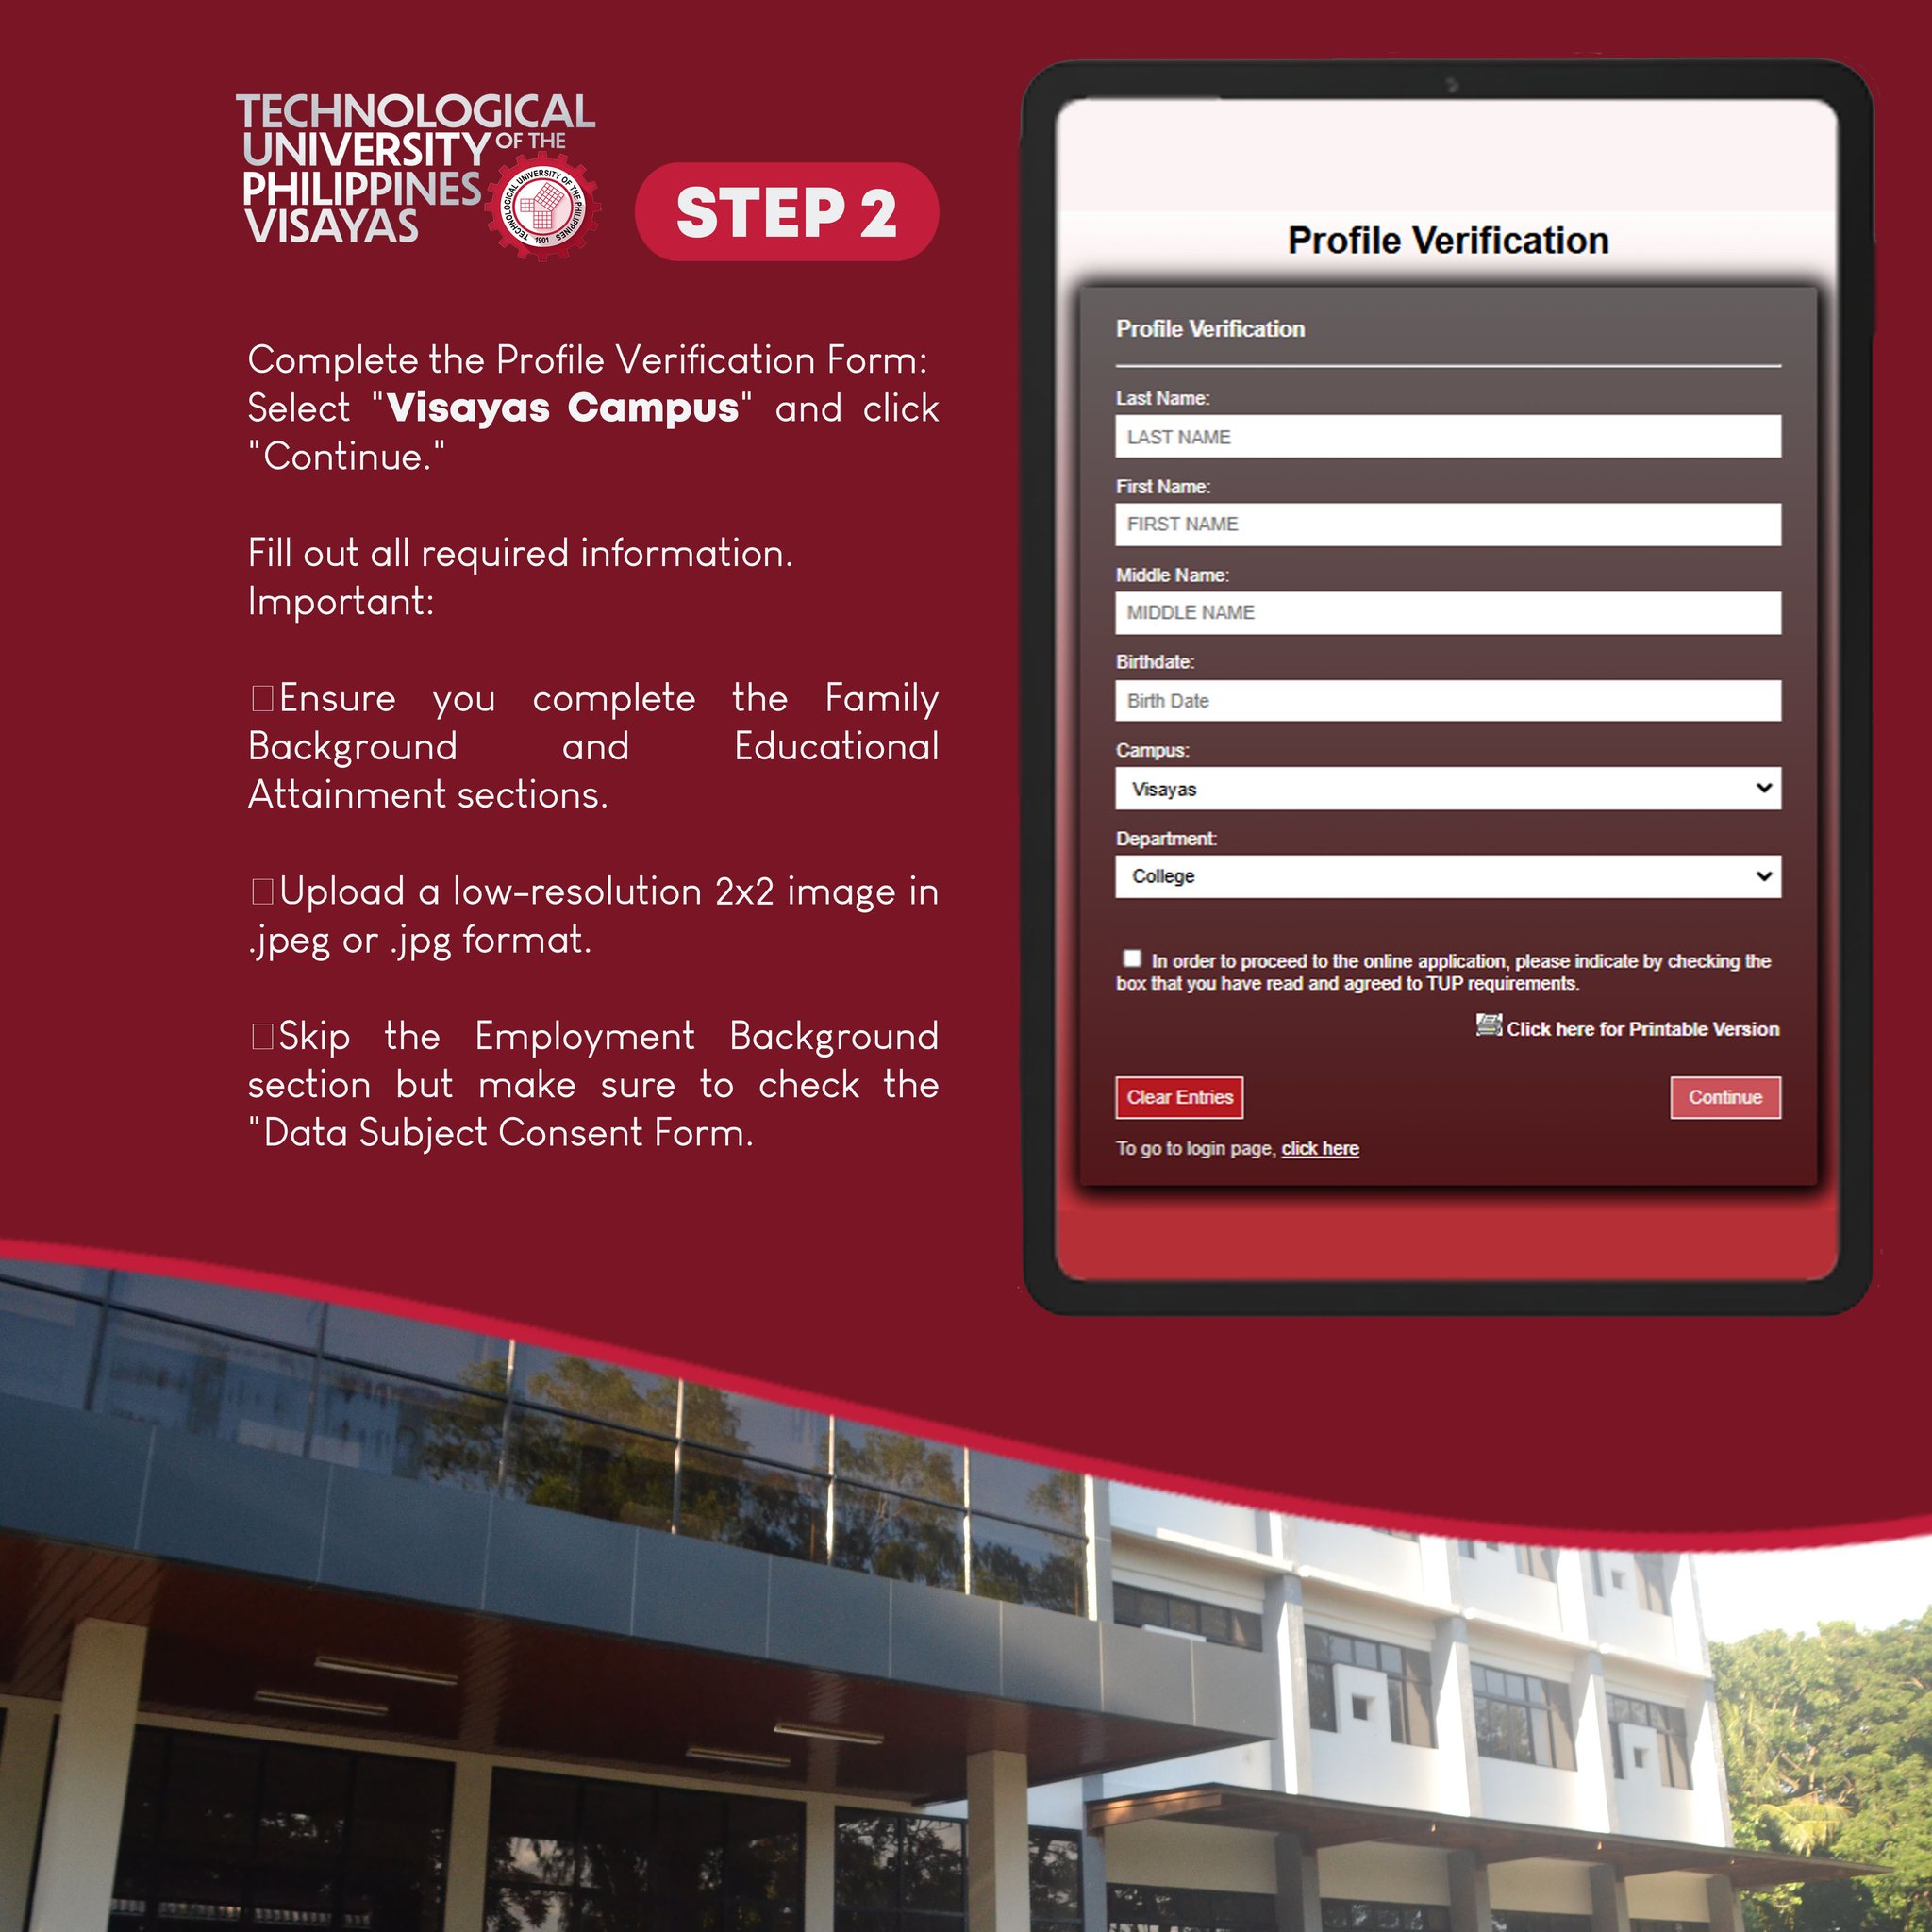 TECHNOLOGICAL
UNIVERSITY OF THE
PHILIPPINES
VISAYAS
TECHNOLOGICAL UNIVERSITY OF THE PHILIPPINES
1901
STEP 2
Complete the Profile Verification Form:
Select "Visayas Campus" and click
"Continue."
Fill out all required information.
Important:
Ensure you complete the Family
Background and Educational
Attainment sections.
Upload a low-resolution 2x2 image in
.jpeg or .jpg format.
Skip the Employment Background
section but make sure to check the
"Data Subject Consent Form.
Profile Verification
Profile Verification
Last Name:
LAST NAME
First Name:
FIRST NAME
Middle Name:
MIDDLE NAME
Birthdate:
Birth Date
Campus:
Visayas
Department:
College
In order to proceed to the online application, please indicate by checking the
box that you have read and agreed to TUP requirements.
Click here for Printable Version
Clear Entries
Continue
To go to login page, click here